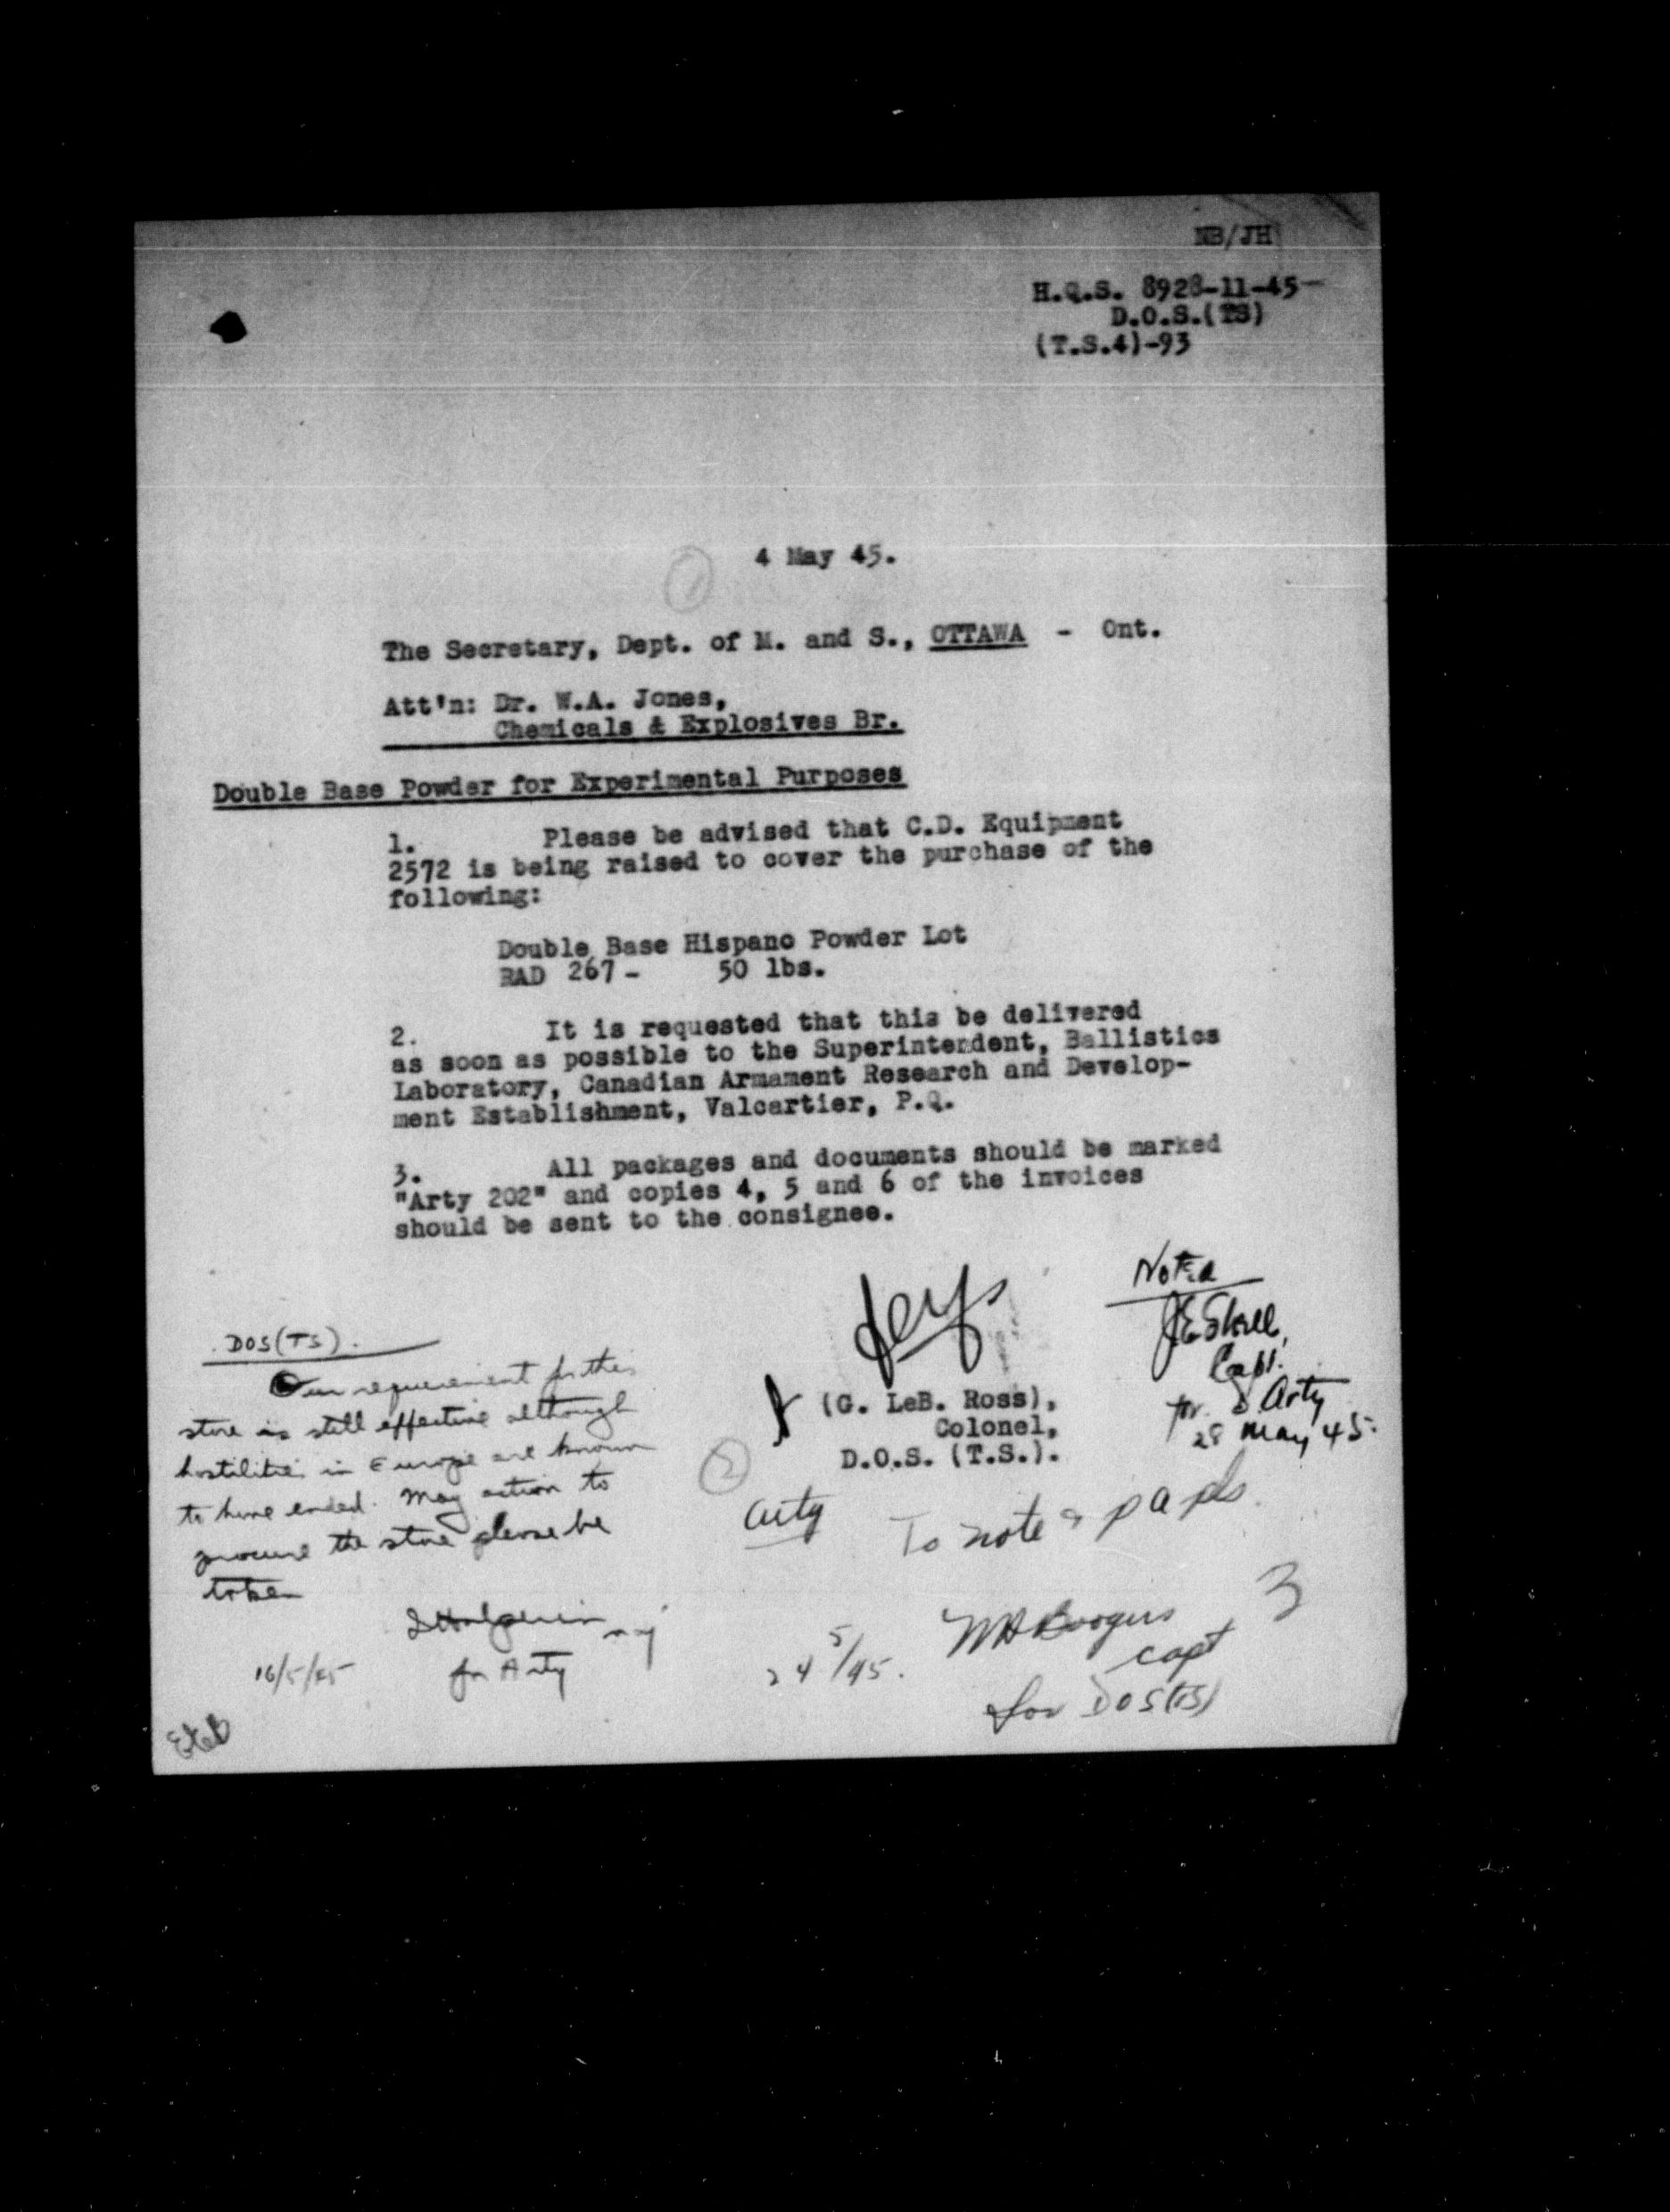 NB/JH
H.Q.S. 8928-11-45
D.O.S.(TS)
(T.S.4)-93
1
4 May 45.
The Secretary, Dept. of M. and S., OTTAWA - Ont.
Att'n: Dr. W.A. Jones,
Chemicals & Explosives Br.
Double Base Powder for Experimental Purposes
1. Please be advised that C.D. Equipment
2572 is being raised to cover the purchase of the
following:
Double Base Hispano Powder Lot
RAD 267 - 50 lbs.
2. It is requested that this be delivered
as soon as possible to the Superintendent, Ballistics
Laboratory, Canadian Armament Research and Develop-
ment Establishment, Valcartier, P.Q.
3. All packages and documents should be marked
"Arty 202" and copies 4, 5 and 6 of the invoices
should be sent to the consignee.
(G. LeB. Ross),
Colonel,
D.O.S. (T.S.).
Noted
Capt.
for D Arty
28 May 45.
DOS(TS).
Our requirement for this
store is still effective although
hostilities in Europe are known
to have ended. May action to
procure the store please be
taken
maj
for Arty
16/5/45
2
Arty
To note & pa pls.
3
24 5/45.
Capt
for DOS(TS)